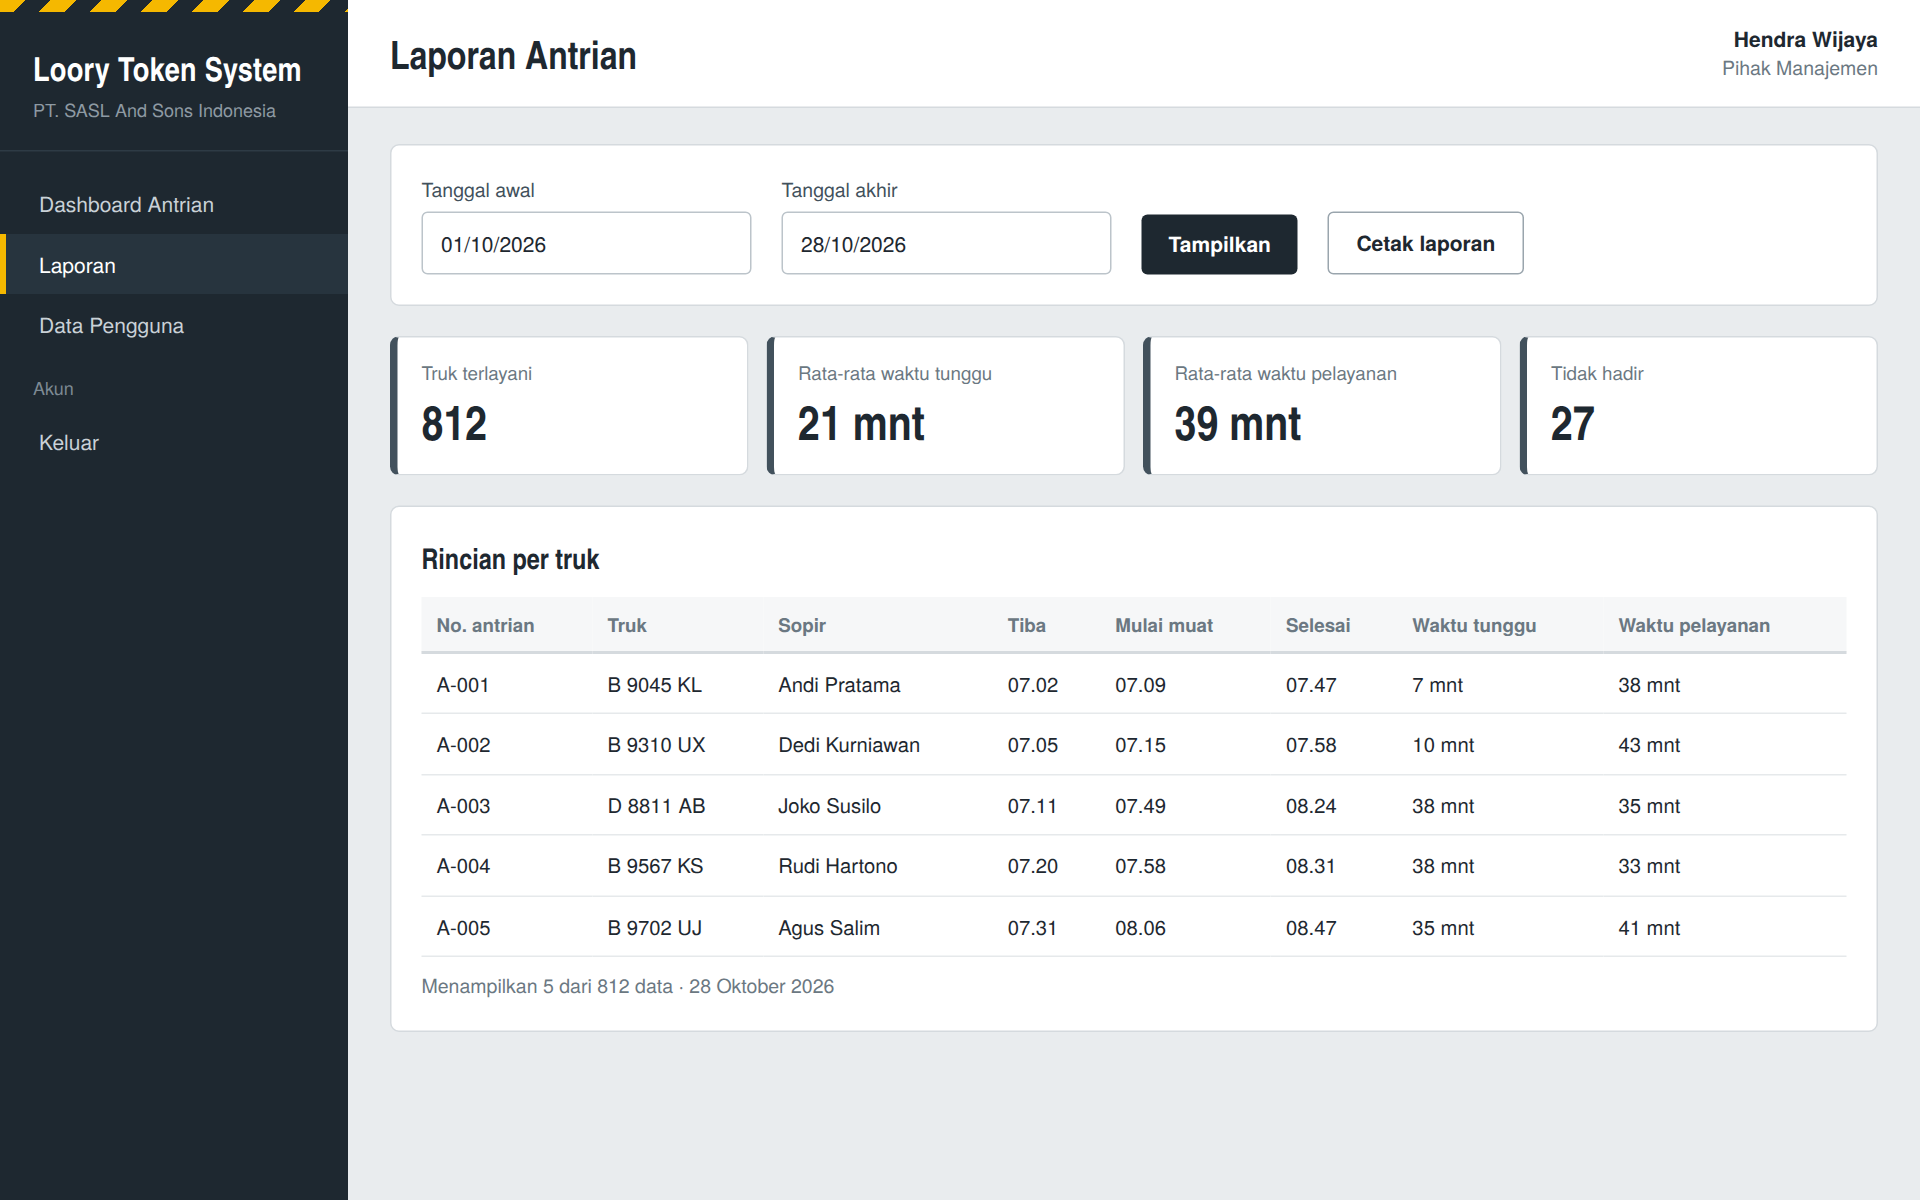 Loory Token System
PT. SASL And Sons Indonesia
Dashboard Antrian
Laporan
Data Pengguna
Akun
Keluar
Laporan Antrian
Hendra Wijaya
Pihak Manajemen
Tanggal awal Tanggal akhir
01/10/2026 28/10/2026 Tampilkan Cetak laporan
Truk terlayani Rata-rata waktu tunggu Rata-rata waktu pelayanan Tidak hadir
812 21 mnt 39 mnt 27
Rincian per truk
No. antrian Truk Sopir Tiba Mulai muat Selesai Waktu tunggu Waktu pelayanan
A-001 B 9045 KL Andi Pratama 07.02 07.09 07.47 7 mnt 38 mnt
A-002 B 9310 UX Dedi Kurniawan 07.05 07.15 07.58 10 mnt 43 mnt
A-003 D 8811 AB Joko Susilo 07.11 07.49 08.24 38 mnt 35 mnt
A-004 B 9567 KS Rudi Hartono 07.20 07.58 08.31 38 mnt 33 mnt
A-005 B 9702 UJ Agus Salim 07.31 08.06 08.47 35 mnt 41 mnt
Menampilkan 5 dari 812 data · 28 Oktober 2026